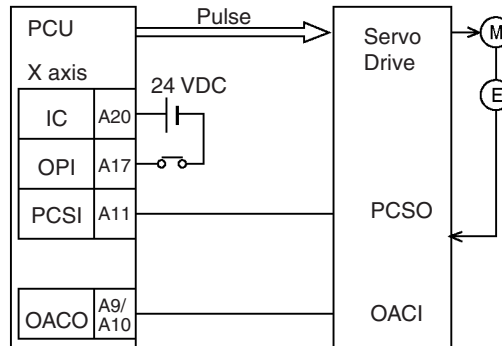 PCU
Pulse
Servo
Drive
M
X axis
24 VDC
E
IC A20
OPI A17
PCSI A11
PCSO
OACO A9/
A10
OACI